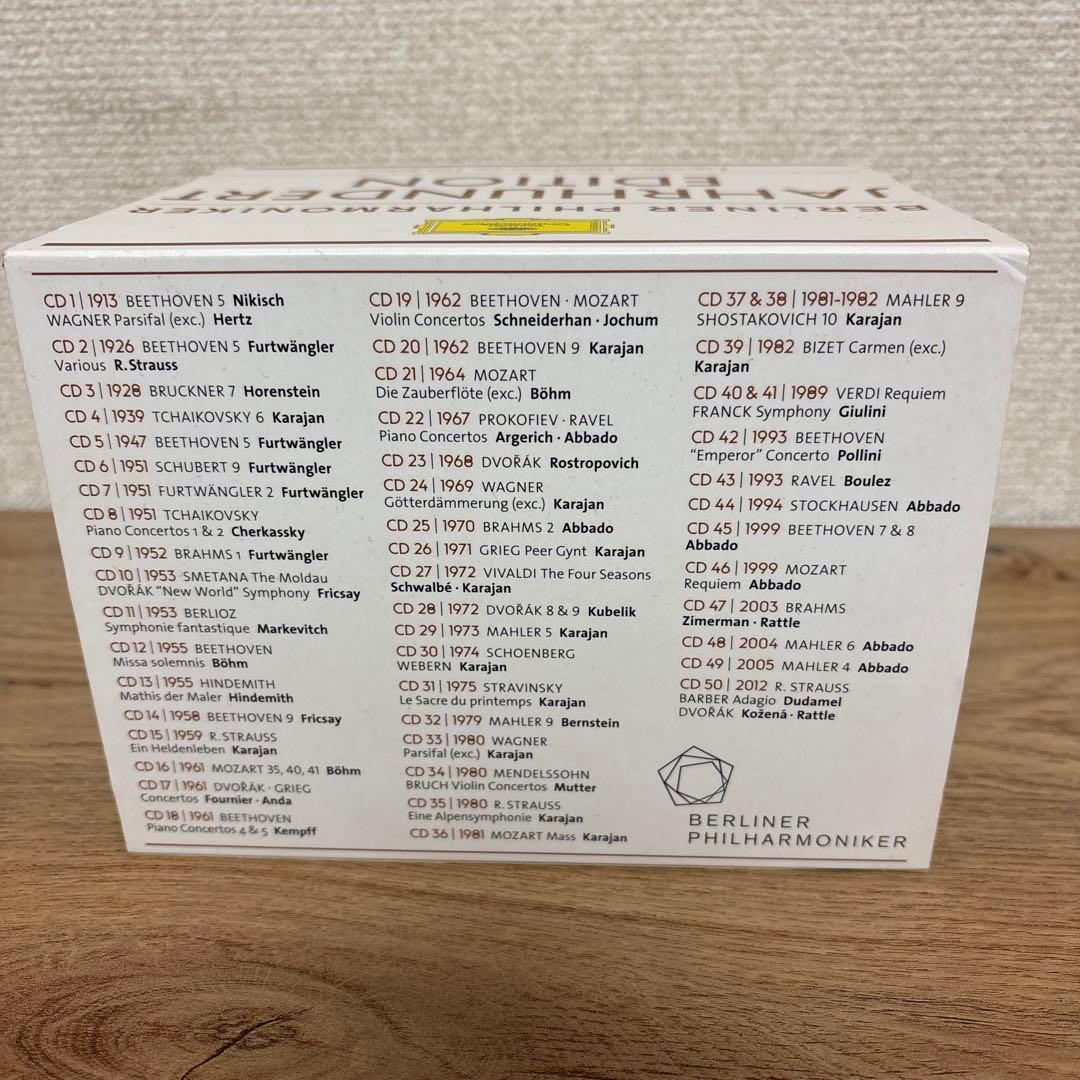 BERLINER PHILHARMONIKER
JAHRHUNDERT
EDITION
CD 1 | 1913 BEETHOVEN 5 Nikisch
WAGNER Parsifal (exc.) Hertz
CD 2 | 1926 BEETHOVEN 5 Furtwängler
Various R. Strauss
CD 3 | 1928 BRUCKNER 7 Horenstein
CD 4 | 1939 TCHAIKOVSKY 6 Karajan
CD 5 | 1947 BEETHOVEN 5 Furtwängler
CD 6 | 1951 SCHUBERT 9 Furtwängler
CD 7 | 1951 FURTWÄNGLER 2 Furtwängler
CD 8 | 1951 TCHAIKOVSKY
Piano Concertos 1 & 2 Cherkassky
CD 9 | 1952 BRAHMS 1 Furtwängler
CD 10 | 1953 SMETANA The Moldau
DVOŘÁK "New World" Symphony Fricsay
CD 11 | 1953 BERLIOZ
Symphonie fantastique Markevitch
CD 12 | 1955 BEETHOVEN
Missa solemnis Böhm
CD 13 | 1955 HINDEMITH
Mathis der Maler Hindemith
CD 14 | 1958 BEETHOVEN 9 Fricsay
CD 15 | 1959 R. STRAUSS
Ein Heldenleben Karajan
CD 16 | 1961 MOZART 35, 40, 41 Böhm
CD 17 | 1961 DVOŘÁK · GRIEG
Concertos Fournier · Anda
CD 18 | 1961 BEETHOVEN
Piano Concertos 4 & 5 Kempff
CD 19 | 1962 BEETHOVEN · MOZART
Violin Concertos Schneiderhan · Jochum
CD 20 | 1962 BEETHOVEN 9 Karajan
CD 21 | 1964 MOZART
Die Zauberflöte (exc.) Böhm
CD 22 | 1967 PROKOFIEV · RAVEL
Piano Concertos Argerich · Abbado
CD 23 | 1968 DVOŘÁK Rostropovich
CD 24 | 1969 WAGNER
Götterdämmerung (exc.) Karajan
CD 25 | 1970 BRAHMS 2 Abbado
CD 26 | 1971 GRIEG Peer Gynt Karajan
CD 27 | 1972 VIVALDI The Four Seasons
Schwalbé · Karajan
CD 28 | 1972 DVOŘÁK 8 & 9 Kubelik
CD 29 | 1973 MAHLER 5 Karajan
CD 30 | 1974 SCHOENBERG
WEBERN Karajan
CD 31 | 1975 STRAVINSKY
Le Sacre du printemps Karajan
CD 32 | 1979 MAHLER 9 Bernstein
CD 33 | 1980 WAGNER
Parsifal (exc.) Karajan
CD 34 | 1980 MENDELSSOHN
BRUCH Violin Concertos Mutter
CD 35 | 1980 R. STRAUSS
Eine Alpensymphonie Karajan
CD 36 | 1981 MOZART Mass Karajan
CD 37 & 38 | 1981-1982 MAHLER 9
SHOSTAKOVICH 10 Karajan
CD 39 | 1982 BIZET Carmen (exc.)
Karajan
CD 40 & 41 | 1989 VERDI Requiem
FRANCK Symphony Giulini
CD 42 | 1993 BEETHOVEN
"Emperor" Concerto Pollini
CD 43 | 1993 RAVEL Boulez
CD 44 | 1994 STOCKHAUSEN Abbado
CD 45 | 1999 BEETHOVEN 7 & 8
Abbado
CD 46 | 1999 MOZART
Requiem Abbado
CD 47 | 2003 BRAHMS
Zimerman · Rattle
CD 48 | 2004 MAHLER 6 Abbado
CD 49 | 2005 MAHLER 4 Abbado
CD 50 | 2012 R. STRAUSS
BARBER Adagio Dudamel
DVOŘÁK Kožená · Rattle
BERLINER
PHILHARMONIKER